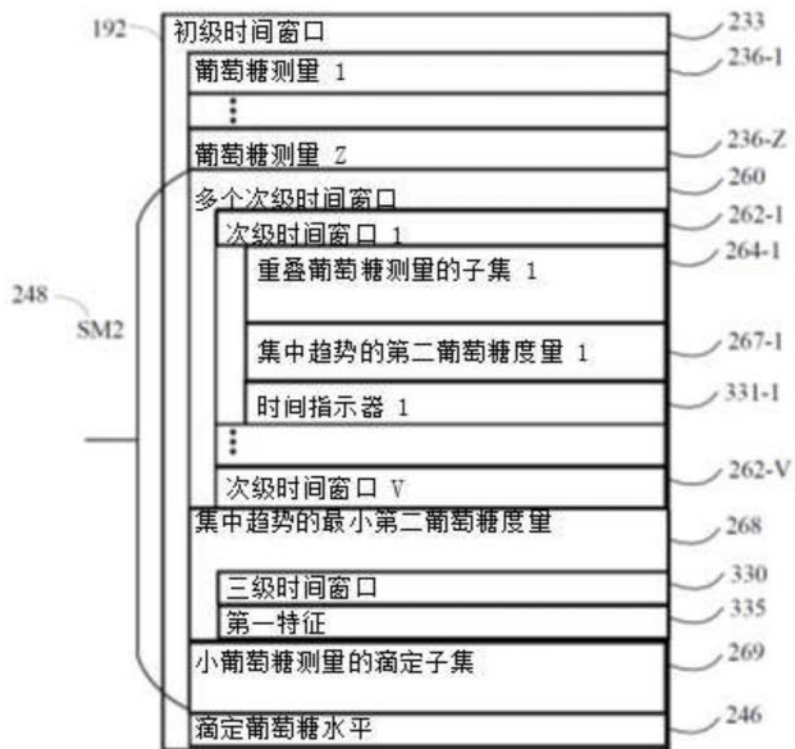 192
初级时间窗口
233
葡萄糖测量 1
236-1
⋮
葡萄糖测量 Z
236-Z
多个次级时间窗口
260
次级时间窗口 1
262-1
重叠葡萄糖测量的子集 1
264-1
248
SM2
集中趋势的第二葡萄糖度量 1
267-1
时间指示器 1
331-1
⋮
次级时间窗口 V
262-V
集中趋势的最小第二葡萄糖度量
268
三级时间窗口
330
第一特征
335
小葡萄糖测量的滴定子集
269
滴定葡萄糖水平
246